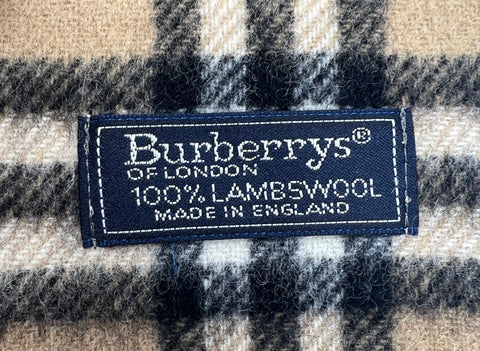 Burberrys®
OF LONDON
100% LAMBSWOOL
MADE IN ENGLAND